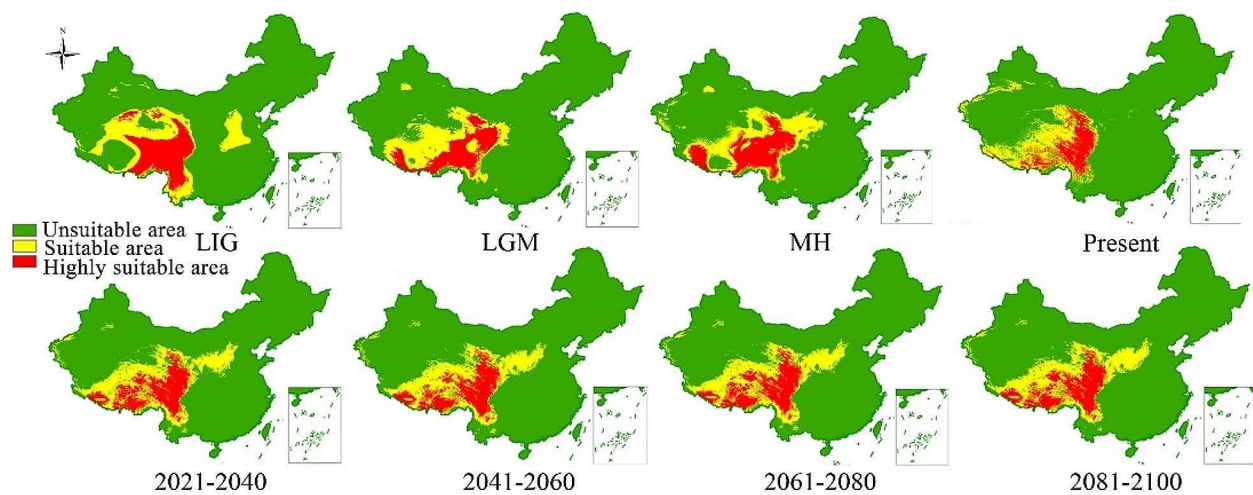 N
LIG
LGM
MH
Present
Unsuitable area
Suitable area
Highly suitable area
2021-2040
2041-2060
2061-2080
2081-2100